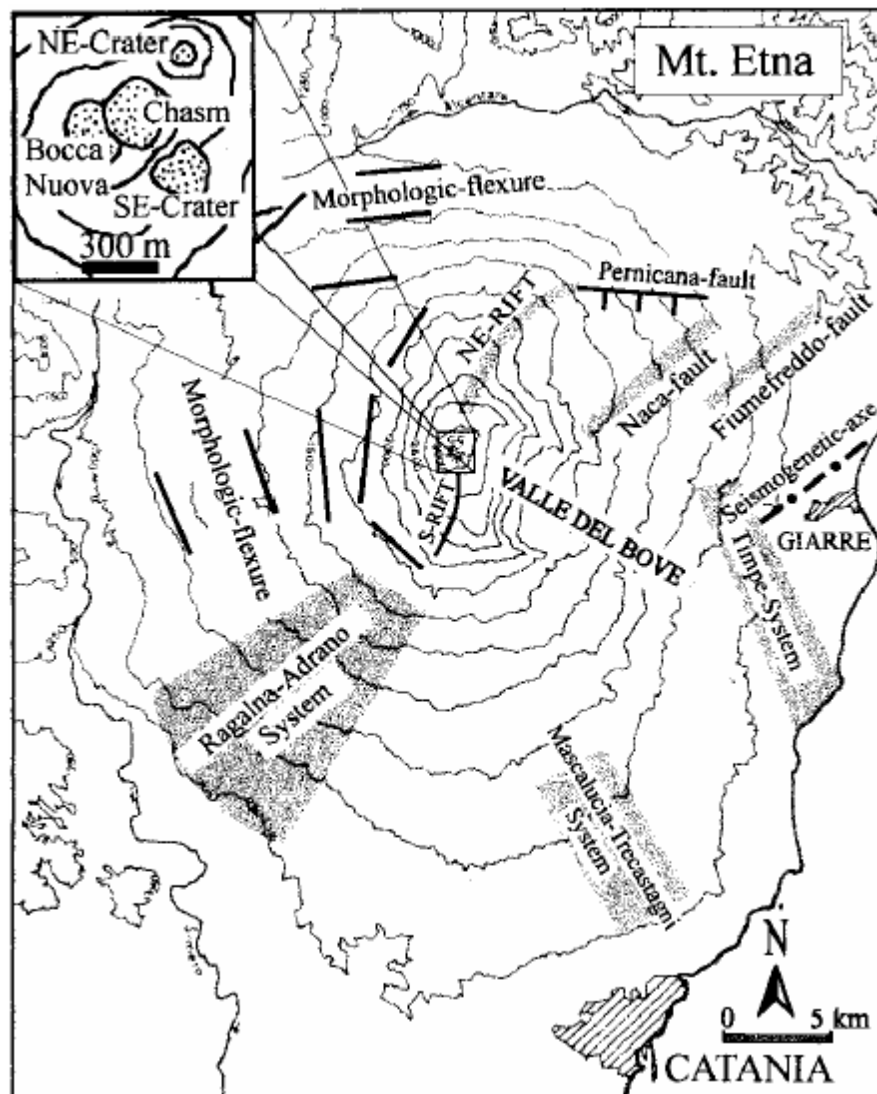 NE-Crater
Chasm
Bocca
Nuova
SE-Crater
300 m
Mt. Etna
Alcantara
Morphologic-flexure
Pernicana-fault
NE-RIFT
Naca-fault
Fiumefreddo-fault
Morphologic-flexure
S-RIFT
VALLE DEL BOVE
Seismogenetic-axe
GIARRE
Timpe-System
Ragalna-Adrano
System
Mascalucia-Trecastagni
System
Simeto
N
0 5 km
CATANIA